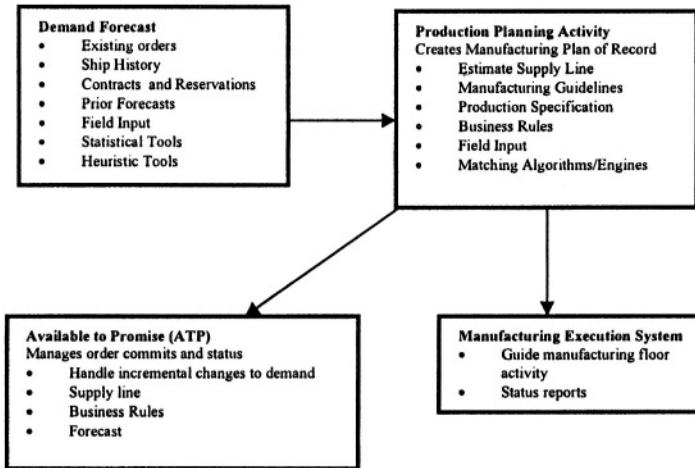 Demand Forecast
• Existing orders
• Ship History
• Contracts and Reservations
• Prior Forecasts
• Field Input
• Statistical Tools
• Heuristic Tools
Production Planning Activity
Creates Manufacturing Plan of Record
• Estimate Supply Line
• Manufacturing Guidelines
• Production Specification
• Business Rules
• Field Input
• Matching Algorithms/Engines
Available to Promise (ATP)
Manages order commits and status
• Handle incremental changes to demand
• Supply line
• Business Rules
• Forecast
Manufacturing Execution System
• Guide manufacturing floor
activity
• Status reports